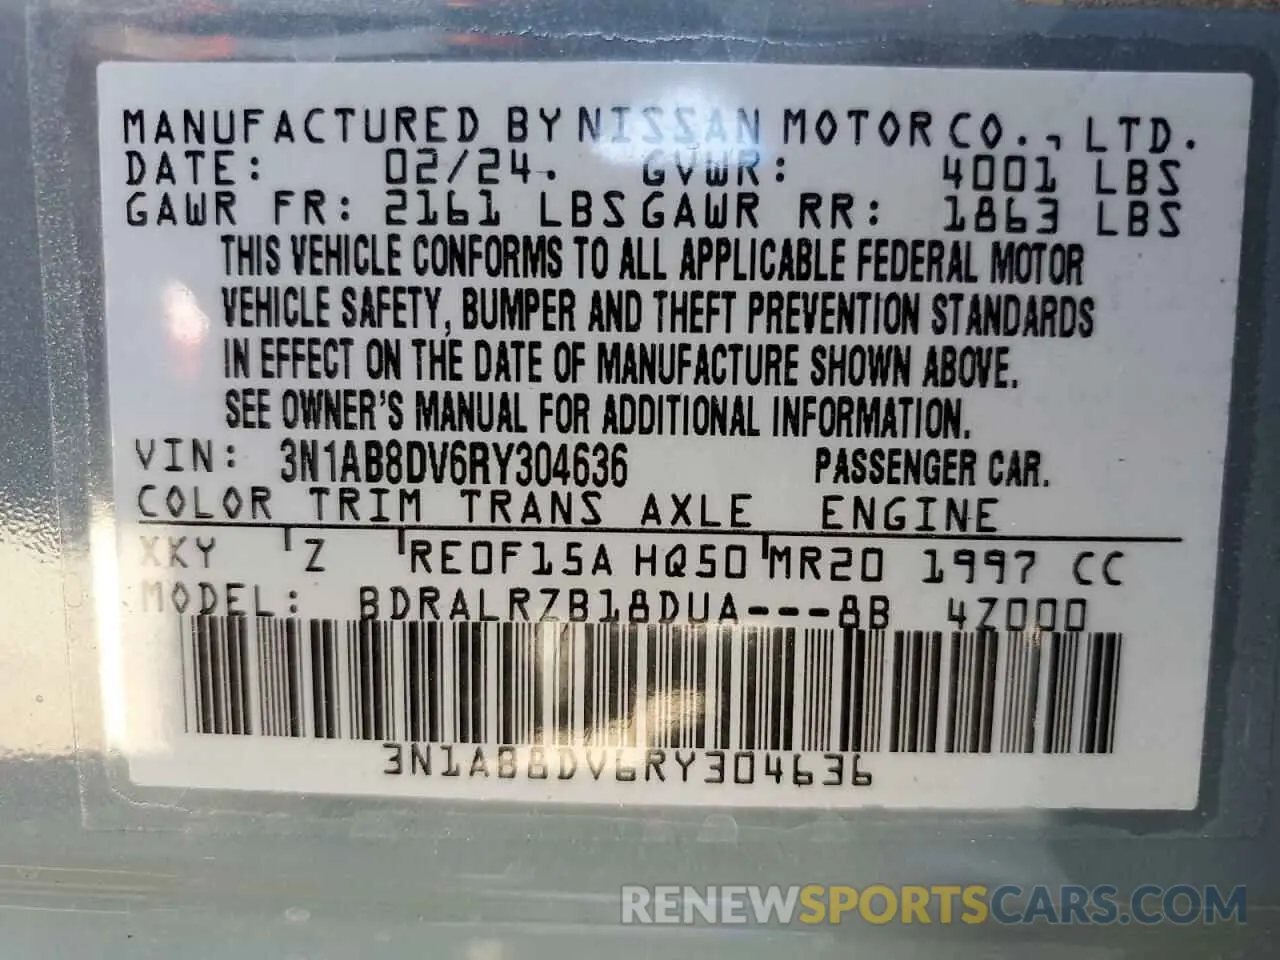 MANUFACTURED BY NISSAN MOTOR CO., LTD.
DATE: 02/24. GVWR: 4001 LBS
GAWR FR: 2161 LBS GAWR RR: 1863 LBS
THIS VEHICLE CONFORMS TO ALL APPLICABLE FEDERAL MOTOR
VEHICLE SAFETY, BUMPER AND THEFT PREVENTION STANDARDS
IN EFFECT ON THE DATE OF MANUFACTURE SHOWN ABOVE.
SEE OWNER'S MANUAL FOR ADDITIONAL INFORMATION.
VIN: 3N1AB8DV6RY304636 PASSENGER CAR.
COLOR TRIM TRANS AXLE ENGINE
XKY Z RE0F15A HQ50 MR20 1997 CC
MODEL: BDRALRZB18DUA---8B 4Z000
3N1AB8DV6RY304636
RENEWSPORTSCARS.COM